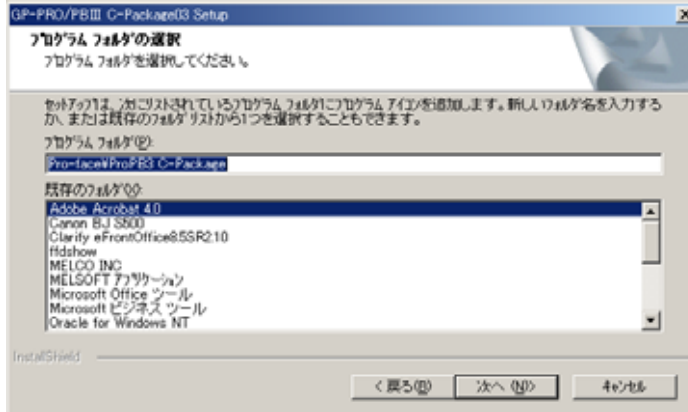 GP-PRO/PBⅢ C-Package03 Setup
プログラム フォルダの選択
プログラム フォルダを選択してください。
セットアップは、次にリストされているプログラム フォルダにプログラム アイコンを追加します。新しいフォルダ名を入力する
か、または既存のフォルダ リストから1つを選択することもできます。
プログラム フォルダ(P):
Pro-face¥ProPB3 C-Package
既存のフォルダ(X):
Adobe Acrobat 4.0
Canon BJ S600
Clarify eFrontOffice8.5SR2.1.0
ffdshow
MELCO INC
MELSOFT アプリケーション
Microsoft Office ツール
Microsoft ビジネス ツール
Oracle for Windows NT
InstallShield
< 戻る(B)
次へ (N)>
キャンセル